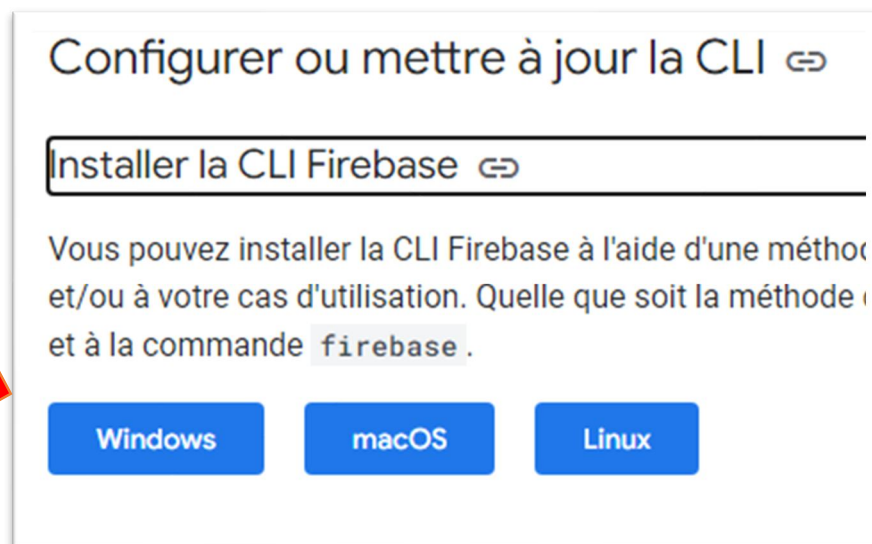 Configurer ou mettre à jour la CLI
Installer la CLI Firebase
Vous pouvez installer la CLI Firebase à l'aide d'une
et/ou à votre cas d'utilisation. Quelle que soit la méthode
et à la commande firebase.
Windows
macOS
Linux